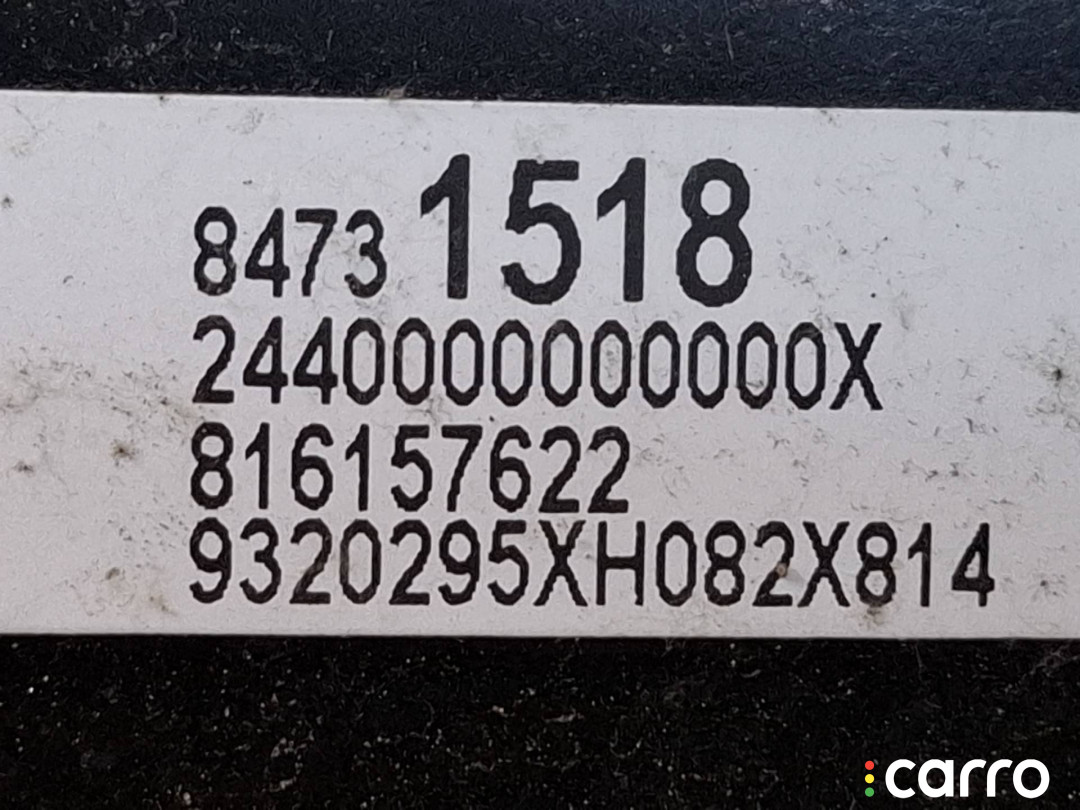 8473 1518
2440000000000X
816157622
9320295XH082X814
carro